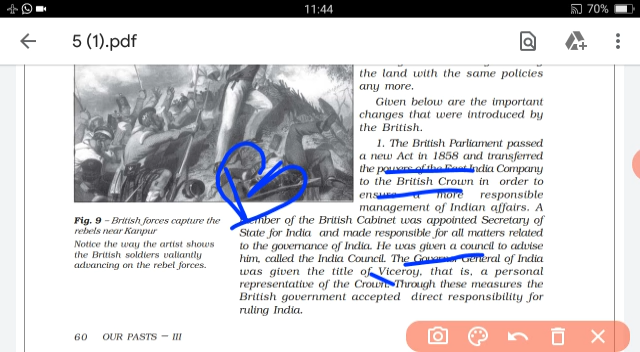 11:44
70%
5 (1).pdf
the land with the same policies
any more.
Given below are the important
changes that were introduced by
the British.
1. The British Parliament passed
a new Act in 1858 and transferred
the powers of the East India Company
to the British Crown in order to
ensure a more responsible
management of Indian affairs. A
member of the British Cabinet was appointed Secretary of
State for India and made responsible for all matters related
to the governance of India. He was given a council to advise
him, called the India Council. The Governor-General of India
was given the title of Viceroy, that is, a personal
representative of the Crown. Through these measures the
British government accepted direct responsibility for
ruling India.
Fig. 9 – British forces capture the
rebels near Kanpur
Notice the way the artist shows
the British soldiers valiantly
advancing on the rebel forces.
60 OUR PASTS – III